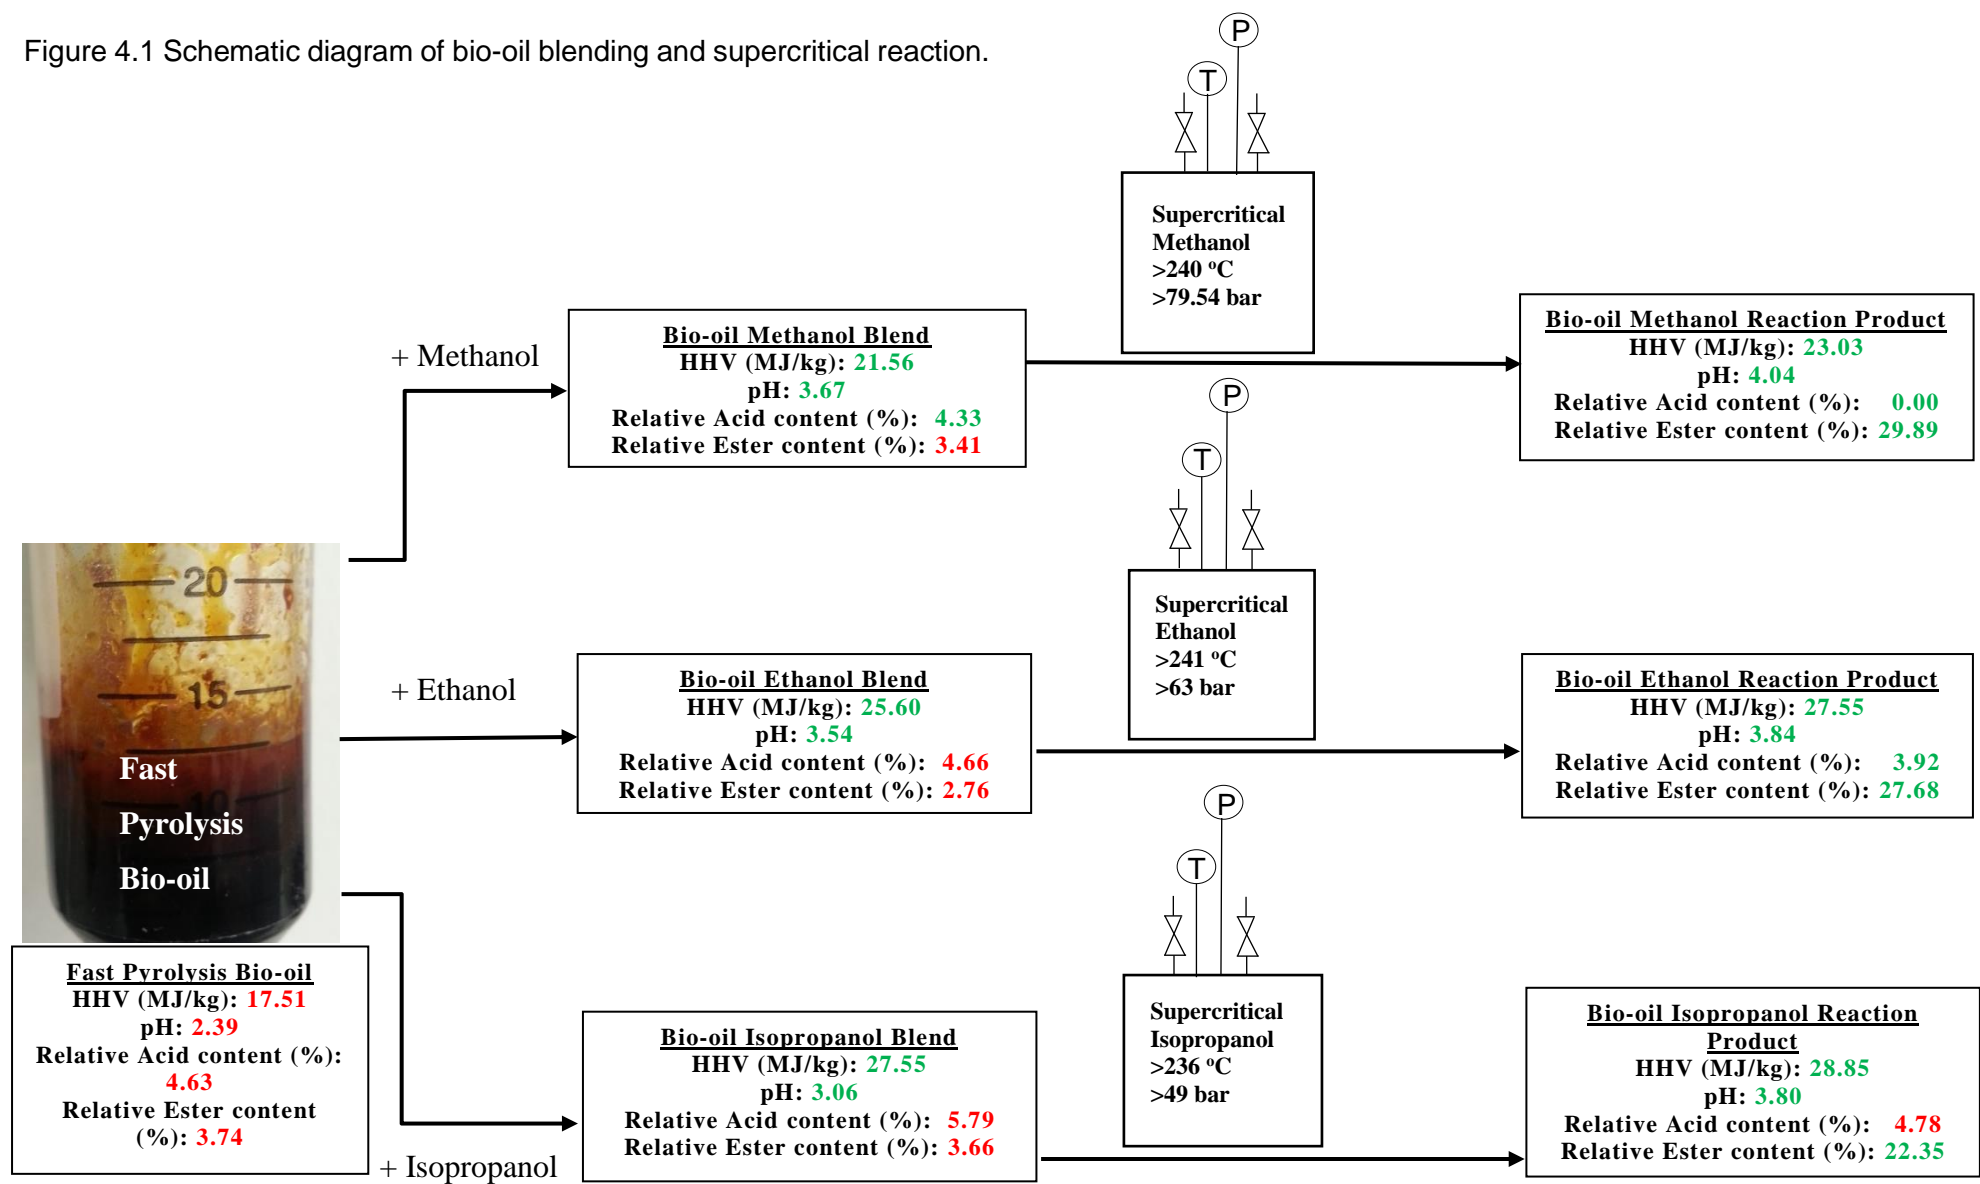 Figure 4.1 Schematic diagram of bio-oil blending and supercritical reaction.
P
T
Supercritical
Methanol
>240 ºC
>79.54 bar
+ Methanol
Bio-oil Methanol Blend
HHV (MJ/kg): 21.56
pH: 3.67
Relative Acid content (%): 4.33
Relative Ester content (%): 3.41
Bio-oil Methanol Reaction Product
HHV (MJ/kg): 23.03
pH: 4.04
Relative Acid content (%): 0.00
Relative Ester content (%): 29.89
P
T
Supercritical
Ethanol
>241 ºC
>63 bar
20
15
10
Fast
Pyrolysis
Bio-oil
+ Ethanol
Bio-oil Ethanol Blend
HHV (MJ/kg): 25.60
pH: 3.54
Relative Acid content (%): 4.66
Relative Ester content (%): 2.76
Bio-oil Ethanol Reaction Product
HHV (MJ/kg): 27.55
pH: 3.84
Relative Acid content (%): 3.92
Relative Ester content (%): 27.68
P
T
Supercritical
Isopropanol
>236 ºC
>49 bar
Fast Pyrolysis Bio-oil
HHV (MJ/kg): 17.51
pH: 2.39
Relative Acid content (%):
4.63
Relative Ester content
(%): 3.74
+ Isopropanol
Bio-oil Isopropanol Blend
HHV (MJ/kg): 27.55
pH: 3.06
Relative Acid content (%): 5.79
Relative Ester content (%): 3.66
Bio-oil Isopropanol Reaction
Product
HHV (MJ/kg): 28.85
pH: 3.80
Relative Acid content (%): 4.78
Relative Ester content (%): 22.35